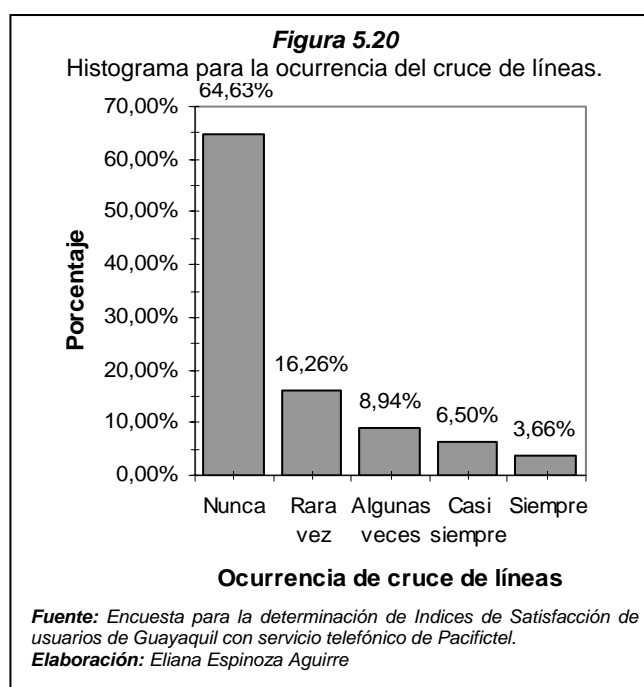 Figura 5.20
Histograma para la ocurrencia del cruce de líneas.
64,63%
70,00%
60,00%
50,00%
40,00%
30,00%
20,00%
10,00%
0,00%
Porcentaje
16,26%
8,94%
6,50%
3,66%
Nunca Rara Algunas Casi Siempre
vez veces siempre
Ocurrencia de cruce de líneas
Fuente: Encuesta para la determinación de Indices de Satisfacción de
usuarios de Guayaquil con servicio telefónico de Pacifictel.
Elaboración: Eliana Espinoza Aguirre